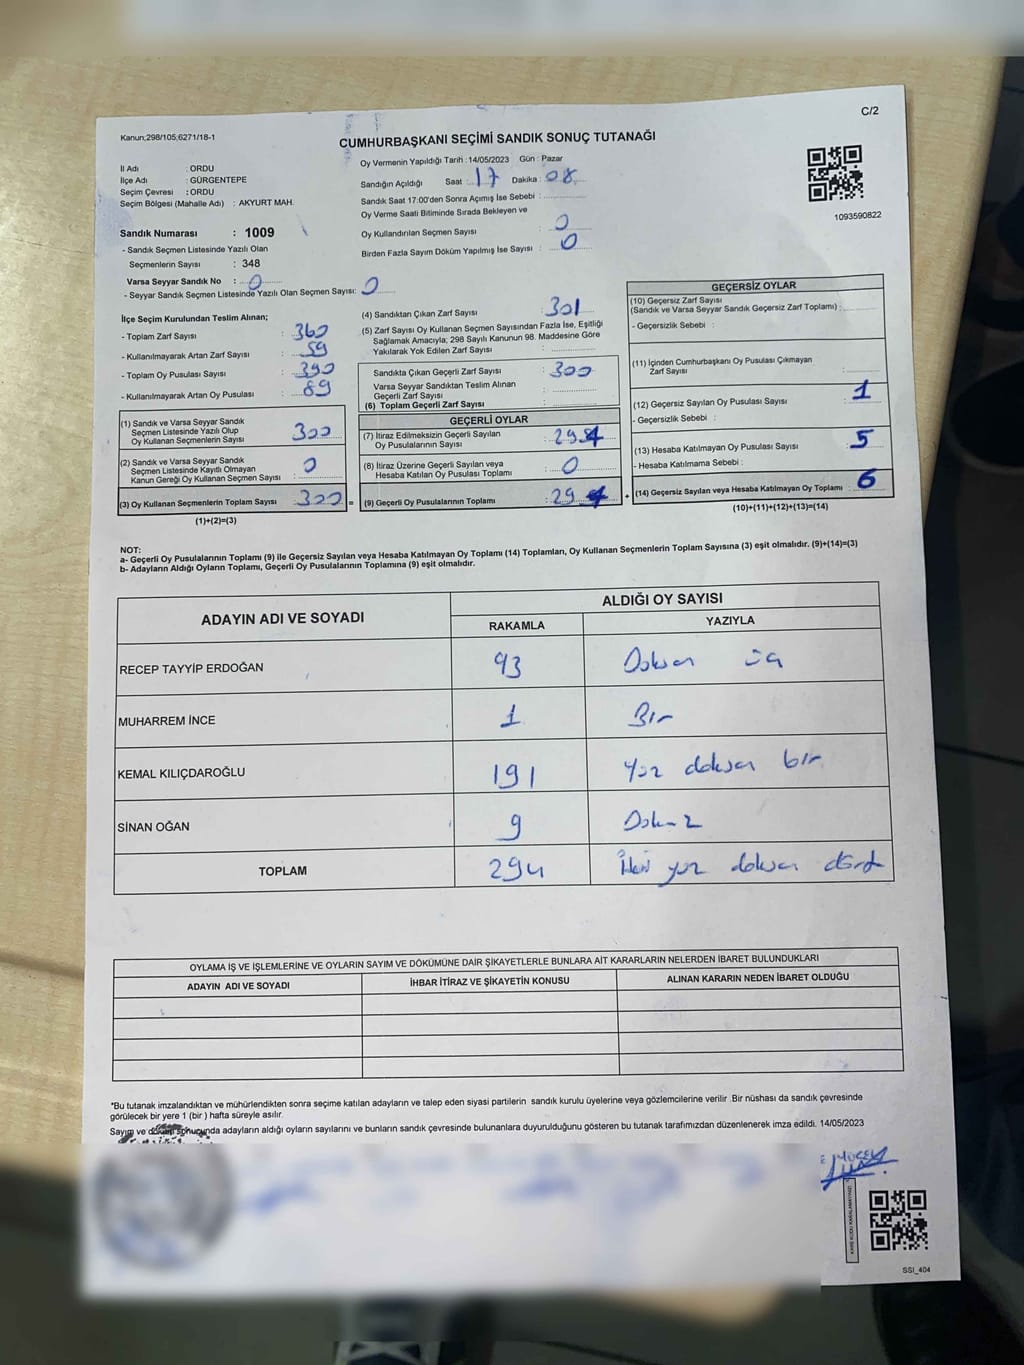 C/2
Kanun:298/105,6271/18-1
CUMHURBAŞKANI SEÇİMİ SANDIK SONUÇ TUTANAĞI
İl Adı : ORDU
İlçe Adı : GÜRGENTEPE
Seçim Çevresi : ORDU
Seçim Bölgesi (Mahalle Adı) : AKYURT MAH.
Sandık Numarası : 1009
- Sandık Seçmen Listesinde Yazılı Olan
Seçmenlerin Sayısı : 348
Varsa Seyyar Sandık No : 0
- Seyyar Sandık Seçmen Listesinde Yazılı Olan Seçmen Sayısı: 0
Oy Vermenin Yapıldığı Tarih : 14/05/2023 Gün : Pazar
Sandığın Açıldığı Saat : 17 Dakika : 08
Sandık Saat 17:00'den Sonra Açımış İse Sebebi :
Oy Verme Saati Bitiminde Sırada Bekleyen ve
Oy Kullandırılan Seçmen Sayısı : 0
Birden Fazla Sayım Döküm Yapılmış İse Sayısı : 0
1093590822
İlçe Seçim Kurulundan Teslim Alınan;
- Toplam Zarf Sayısı : 360
- Kullanılmayarak Artan Zarf Sayısı : 59
- Toplam Oy Pusulası Sayısı : 390
- Kullanılmayarak Artan Oy Pusulası : 89
(1) Sandık ve Varsa Seyyar Sandık
Seçmen Listesinde Yazılı Olup
Oy Kullanan Seçmenlerin Sayısı 300
(2) Sandık ve Varsa Seyyar Sandık
Seçmen Listesinde Kayıtlı Olmayan
Kanun Gereği Oy Kullanan Seçmen Sayısı : 0
(3) Oy Kullanan Seçmenlerin Toplam Sayısı : 300 =
(1)+(2)=(3)
(4) Sandıktan Çıkan Zarf Sayısı : 301
(5) Zarf Sayısı Oy Kullanan Seçmen Sayısından Fazla İse, Eşitliği
Sağlamak Amacıyla; 298 Sayılı Kanunun 98. Maddesine Göre
Yakılarak Yok Edilen Zarf Sayısı :
Sandıkta Çıkan Geçerli Zarf Sayısı : 300
Varsa Seyyar Sandıktan Teslim Alınan
Geçerli Zarf Sayısı :
(6) Toplam Geçerli Zarf Sayısı :
GEÇERLİ OYLAR
(7) İtiraz Edilmeksizin Geçerli Sayılan
Oy Pusulalarının Sayısı : 294
(8) İtiraz Üzerine Geçerli Sayılan veya
Hesaba Katılan Oy Pusulası Toplamı : 0
(9) Geçerli Oy Pusulalarının Toplamı : 294 +
GEÇERSİZ OYLAR
(10) Geçersiz Zarf Sayısı
(Sandık ve Varsa Seyyar Sandık Geçersiz Zarf Toplamı) :
- Geçersizlik Sebebi :
(11) İçinden Cumhurbaşkanı Oy Pusulası Çıkmayan
Zarf Sayısı :
(12) Geçersiz Sayılan Oy Pusulası Sayısı : 1
- Geçersizlik Sebebi :
(13) Hesaba Katılmayan Oy Pusulası Sayısı : 5
- Hesaba Katılmama Sebebi :
(14) Geçersiz Sayılan veya Hesaba Katılmayan Oy Toplamı : 6
(10)+(11)+(12)+(13)=(14)
NOT:
a- Geçerli Oy Pusulalarının Toplamı (9) ile Geçersiz Sayılan veya Hesaba Katılmayan Oy Toplamı (14) Toplamları, Oy Kullanan Seçmenlerin Toplam Sayısına (3) eşit olmalıdır. (9)+(14)=(3)
b- Adayların Aldığı Oyların Toplamı, Geçerli Oy Pusulalarının Toplamına (9) eşit olmalıdır.
ADAYIN ADI VE SOYADI ALDIĞI OY SAYISI
RAKAMLA YAZIYLA
RECEP TAYYİP ERDOĞAN 93 Doksan üç
MUHARREM İNCE 1 Bir
KEMAL KILIÇDAROĞLU 191 Yüz doksan bir
SİNAN OĞAN 9 Dokuz
TOPLAM 294 İki yüz doksan dört
OYLAMA İŞ VE İŞLEMLERİNE VE OYLARIN SAYIM VE DÖKÜMÜNE DAİR ŞİKAYETLERLE BUNLARA AİT KARARLARIN NELERDEN İBARET BULUNDUKLARI
ADAYIN ADI VE SOYADI İHBAR İTİRAZ VE ŞİKAYETİN KONUSU ALINAN KARARIN NEDEN İBARET OLDUĞU
*Bu tutanak imzalandıktan ve mühürlendikten sonra seçime katılan adayların ve talep eden siyasi partilerin sandık kurulu üyelerine veya gözlemcilerine verilir .Bir nüshası da sandık çevresinde
görülecek bir yere 1 (bir ) hafta süreyle asılır.
Sayım ve döküm sonucunda adayların aldığı oyların sayılarını ve bunların sandık çevresinde bulunanlara duyurulduğunu gösteren bu tutanak tarafımızdan düzenlenerek imza edildi. 14/05/2023
KARE KODU KARALAMAYINIZ
SSI_404